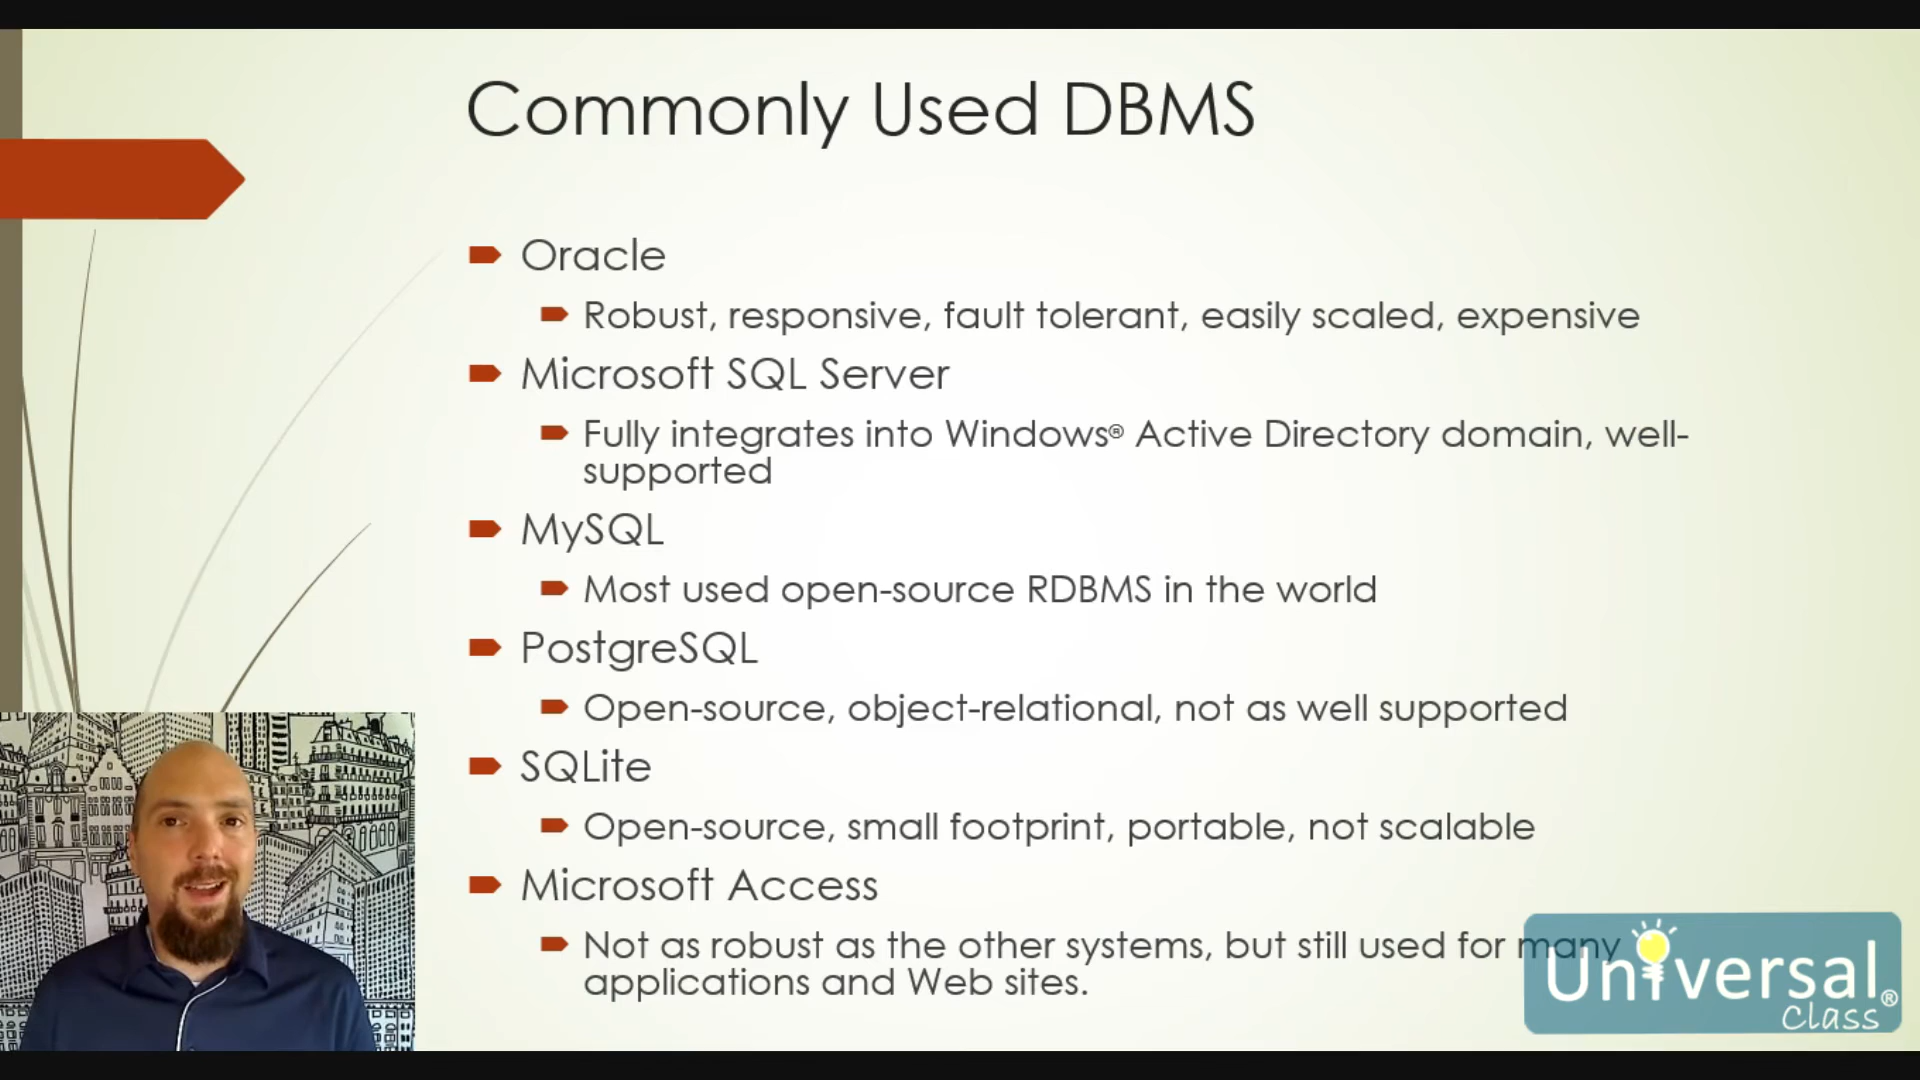 Commonly Used DBMS
Oracle
Robust, responsive, fault tolerant, easily scaled, expensive
Microsoft SQL Server
Fully integrates into Windows® Active Directory domain, well-
supported
MySQL
Most used open-source RDBMS in the world
PostgreSQL
Open-source, object-relational, not as well supported
SQLite
Open-source, small footprint, portable, not scalable
Microsoft Access
Not as robust as the other systems, but still used for many
applications and Web sites.
Universal®
Class